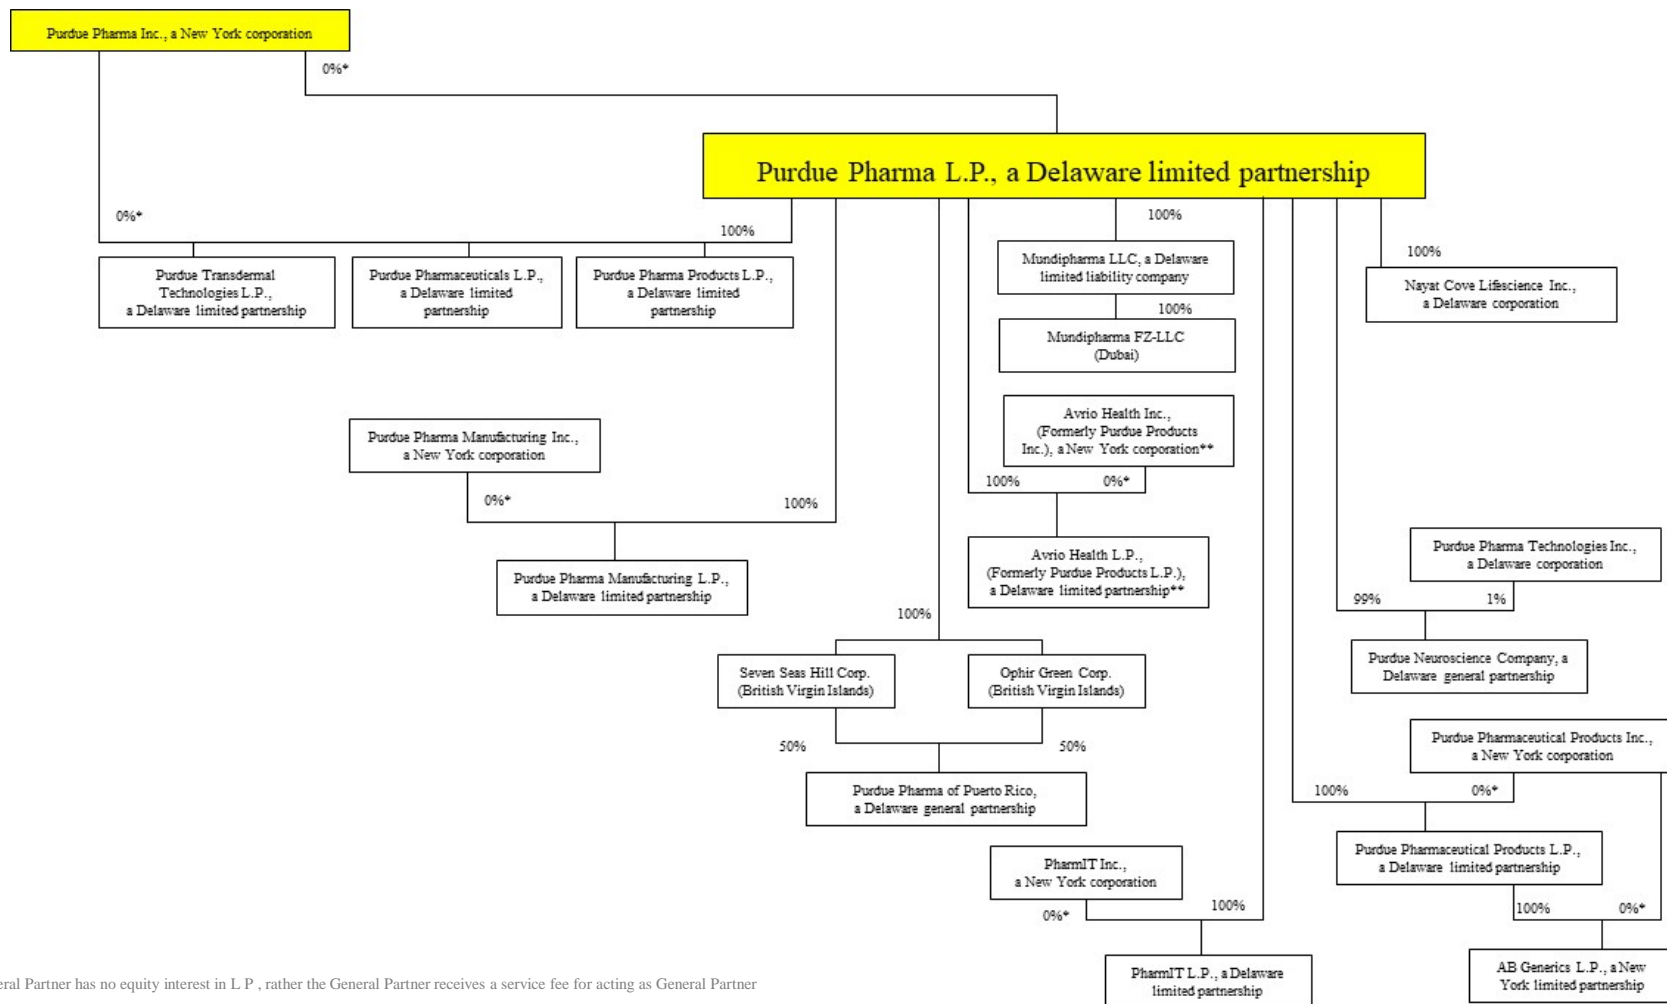 Purdue Pharma Inc., a New York corporation
0%*
Purdue Pharma L.P., a Delaware limited partnership
0%*
100%
100%
100%
Purdue Transdermal
Technologies L.P.,
a Delaware limited partnership
Purdue Pharmaceuticals L.P.,
a Delaware limited
partnership
Purdue Pharma Products L.P.,
a Delaware limited
partnership
Mundipharma LLC, a Delaware
limited liability company
Nayat Cove Lifescience Inc.,
a Delaware corporation
100%
Mundipharma FZ-LLC
(Dubai)
Purdue Pharma Manufacturing Inc.,
a New York corporation
Avrio Health Inc.,
(Formerly Purdue Products
Inc.), a New York corporation**
0%*
100%
100%
0%*
Purdue Pharma Manufacturing L.P.,
a Delaware limited partnership
Avrio Health L.P.,
(Formerly Purdue Products L.P.),
a Delaware limited partnership**
Purdue Pharma Technologies Inc.,
a Delaware corporation
99%
1%
100%
Seven Seas Hill Corp.
(British Virgin Islands)
Ophir Green Corp.
(British Virgin Islands)
Purdue Neuroscience Company, a
Delaware general partnership
50%
50%
Purdue Pharmaceutical Products Inc.,
a New York corporation
Purdue Pharma of Puerto Rico,
a Delaware general partnership
100%
0%*
PharmIT Inc.,
a New York corporation
Purdue Pharmaceutical Products L.P.,
a Delaware limited partnership
0%*
100%
100%
0%*
PharmIT L.P., a Delaware
limited partnership
AB Generics L.P., a New
York limited partnership
eral Partner has no equity interest in L P , rather the General Partner receives a service fee for acting as General Partner